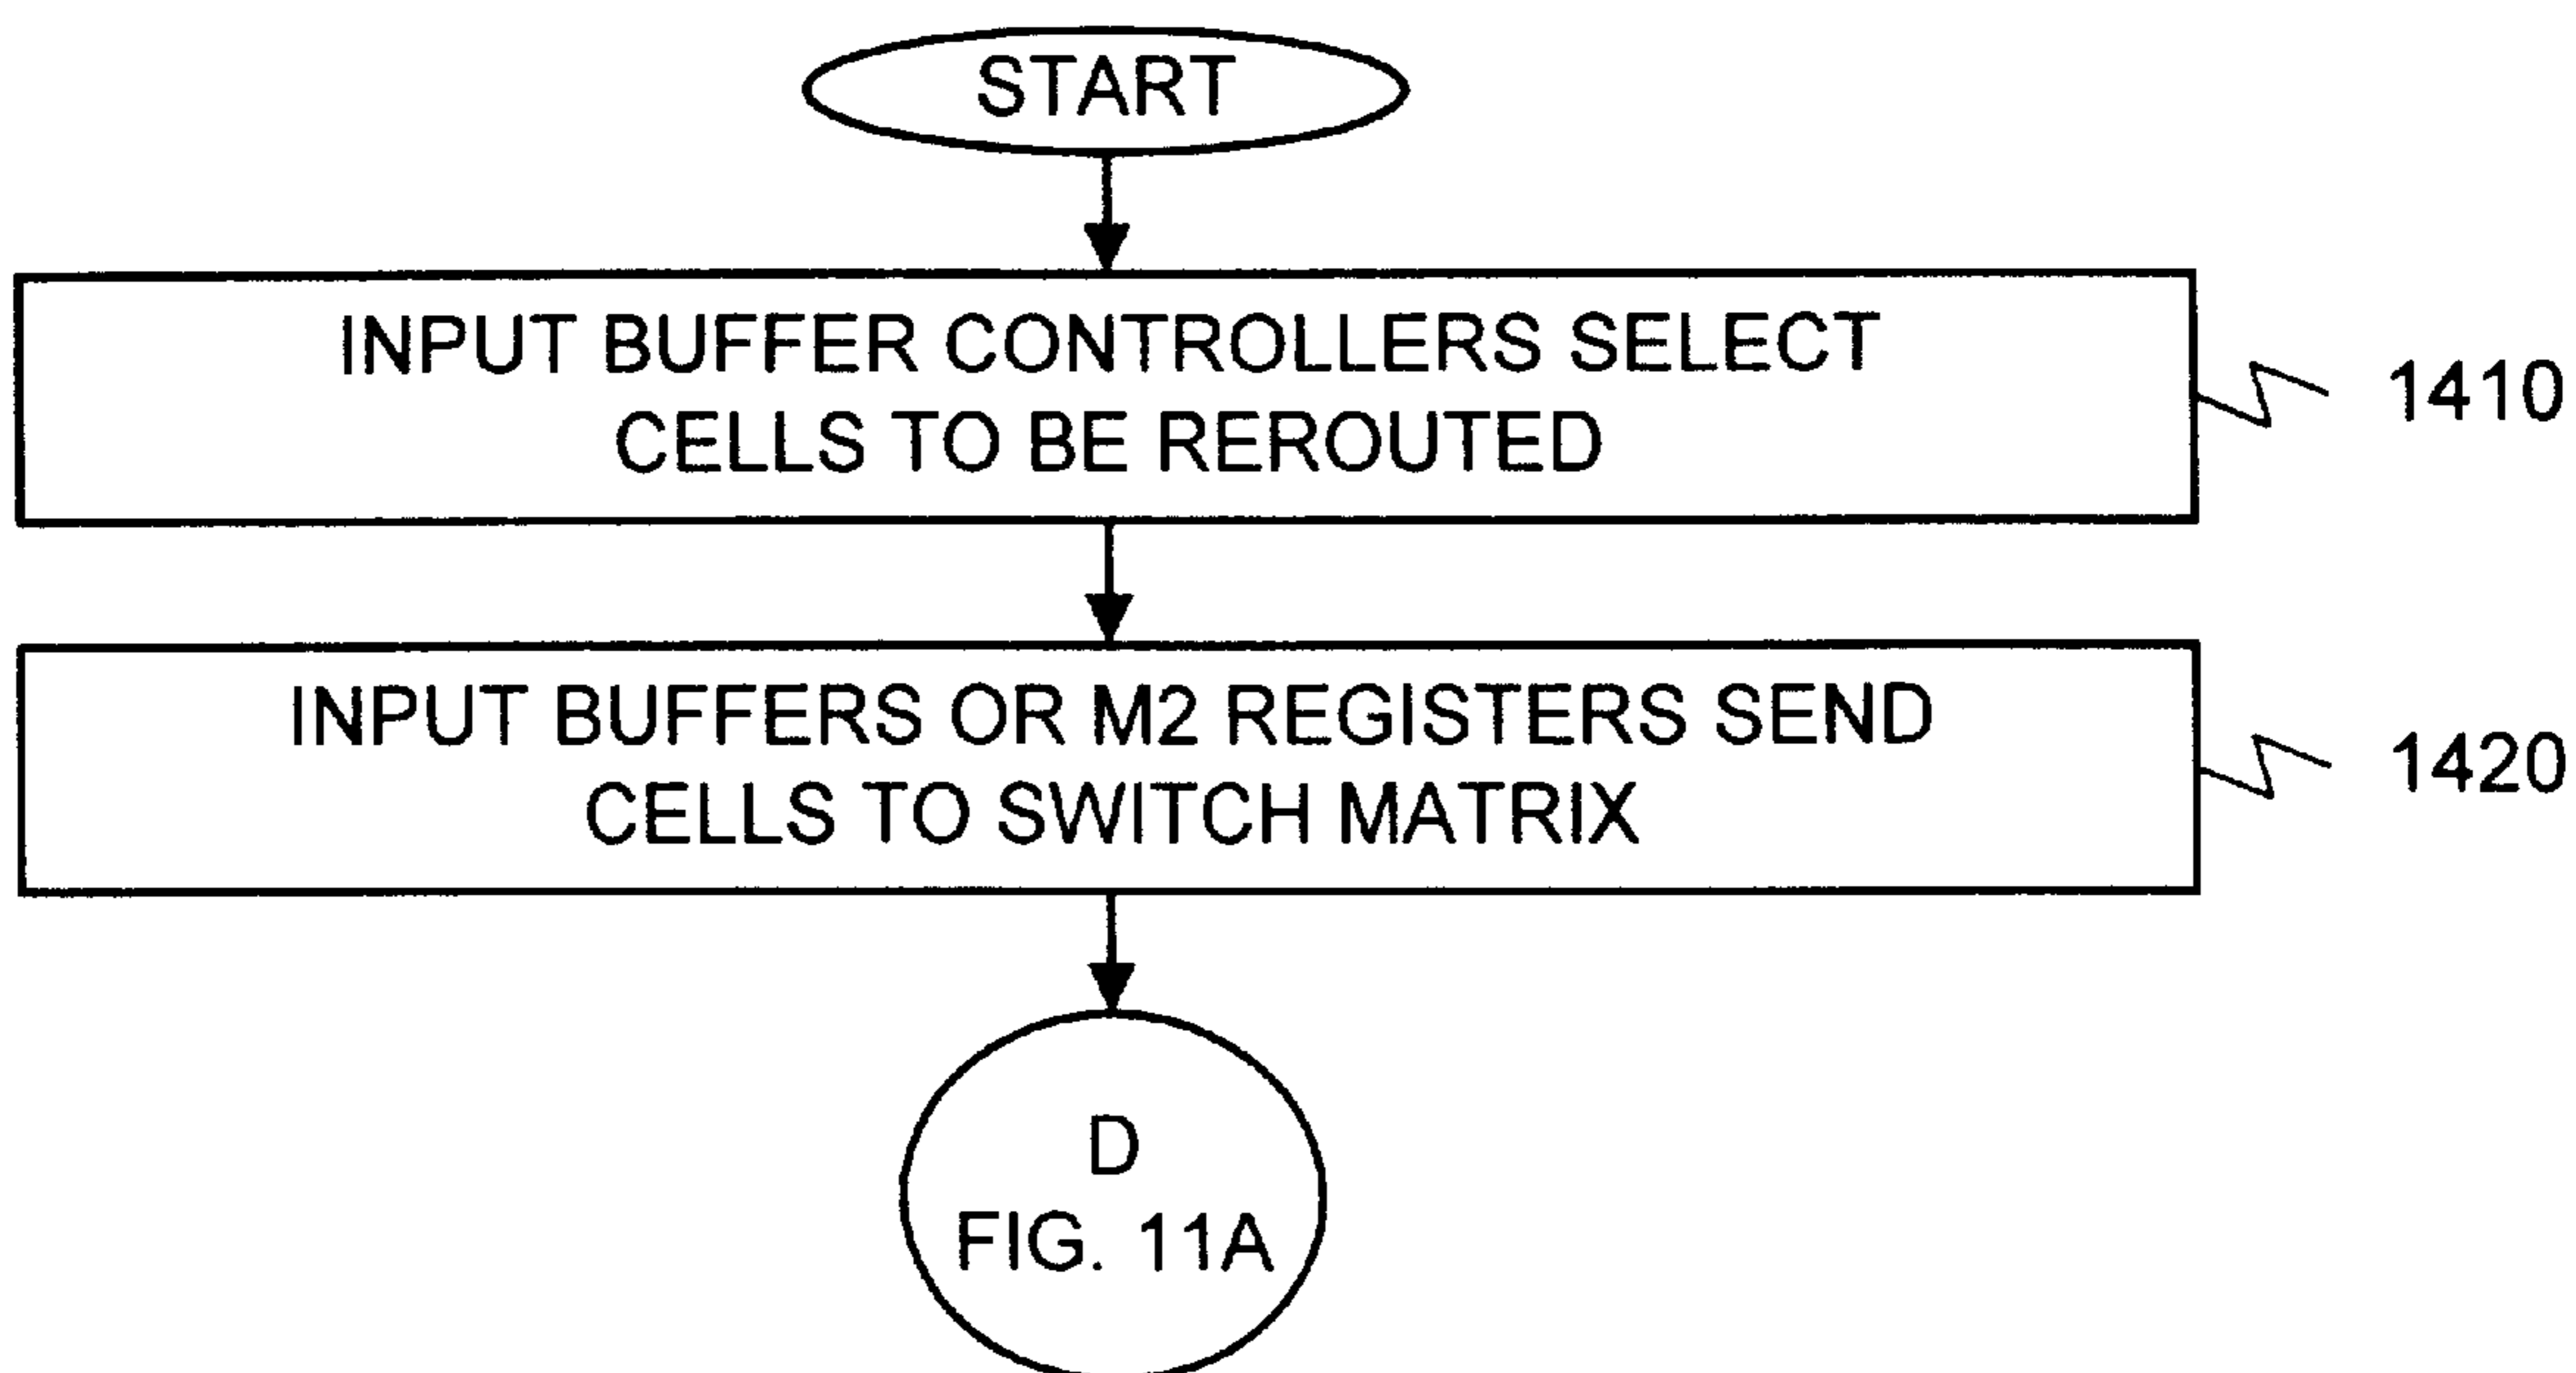 START
INPUT BUFFER CONTROLLERS SELECT
CELLS TO BE REROUTED
1410
INPUT BUFFERS OR M2 REGISTERS SEND
CELLS TO SWITCH MATRIX
1420
D
FIG. 11A